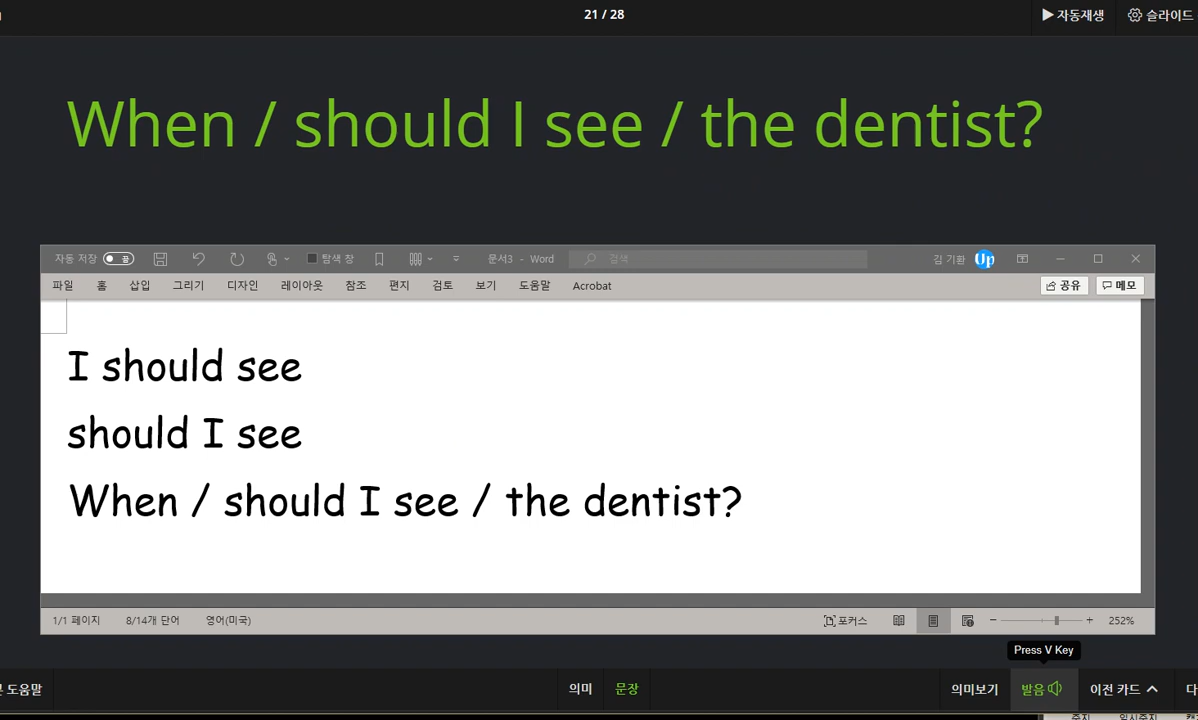 21 / 28
▶자동재생
슬라이드
When / should I see / the dentist?
자동 저장 끔
탐색 창
문서3 - Word
검색
김 기환
Up
파일 홈 삽입 그리기 디자인 레이아웃 참조 편지 검토 보기 도움말 Acrobat
공유 메모
I should see
should I see
When / should I see / the dentist?
1/1 페이지 8/14개 단어 영어(미국)
포커스
− + 252%
Press V Key
도움말
의미 문장
의미보기 발음 이전 카드